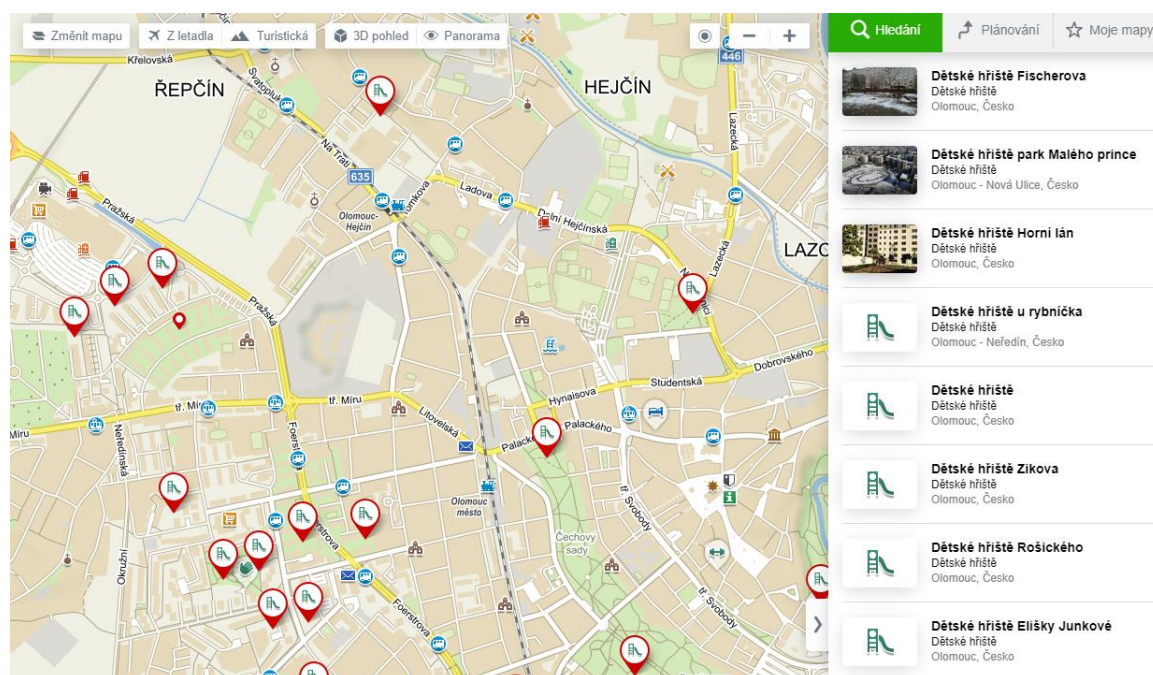 Změnit mapu
Z letadla
Turistická
3D pohled
Panorama
Hledání
Plánování
Moje mapy
Křelovská
ŘEPČÍN
HEJČÍN
446
Lazecká
Na Trati
635
Ladova
Tomkova
Dolní Hejčínská
Olomouc-
Hejčín
Pražská
LAZC
Lazecká
Pražská
Dobrovského
Studentská
Hynaisova
tř. Míru
tř. Míru
Míru
Litovelská
Palackého
Neředínská
Foerstrova
Olomouc
město
tř. Svobody
Čechovy
sady
Okružní
Foerstrova
tř. Svobody
Dětské hřiště Fischerova
Dětské hřiště
Olomouc, Česko
Dětské hřiště park Malého prince
Dětské hřiště
Olomouc - Nová Ulice, Česko
Dětské hřiště Horní lán
Dětské hřiště
Olomouc, Česko
Dětské hřiště u rybníčka
Dětské hřiště
Olomouc - Neředín, Česko
Dětské hřiště
Dětské hřiště
Olomouc, Česko
Dětské hřiště Zikova
Dětské hřiště
Olomouc, Česko
Dětské hřiště Rošického
Dětské hřiště
Olomouc, Česko
Dětské hřiště Elišky Junkové
Dětské hřiště
Olomouc, Česko